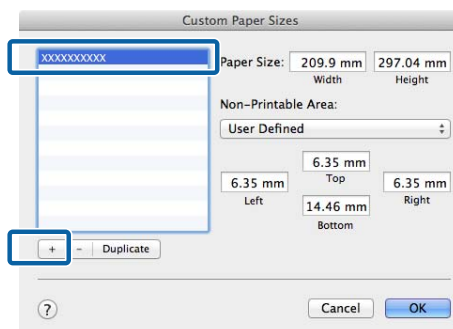 Custom Paper Sizes
XXXXXXXXXX
Paper Size: 209.9 mm 297.04 mm
Width Height
Non-Printable Area:
User Defined
6.35 mm
Top
6.35 mm 6.35 mm
Left Right
14.46 mm
Bottom
+ - Duplicate
? Cancel OK